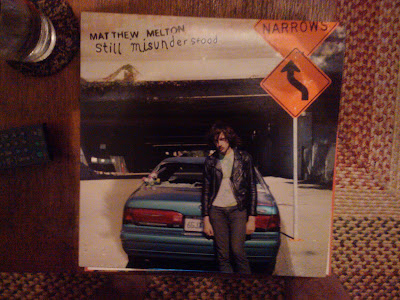 MATTHEW MELTON
still misunderstood
NARROWS